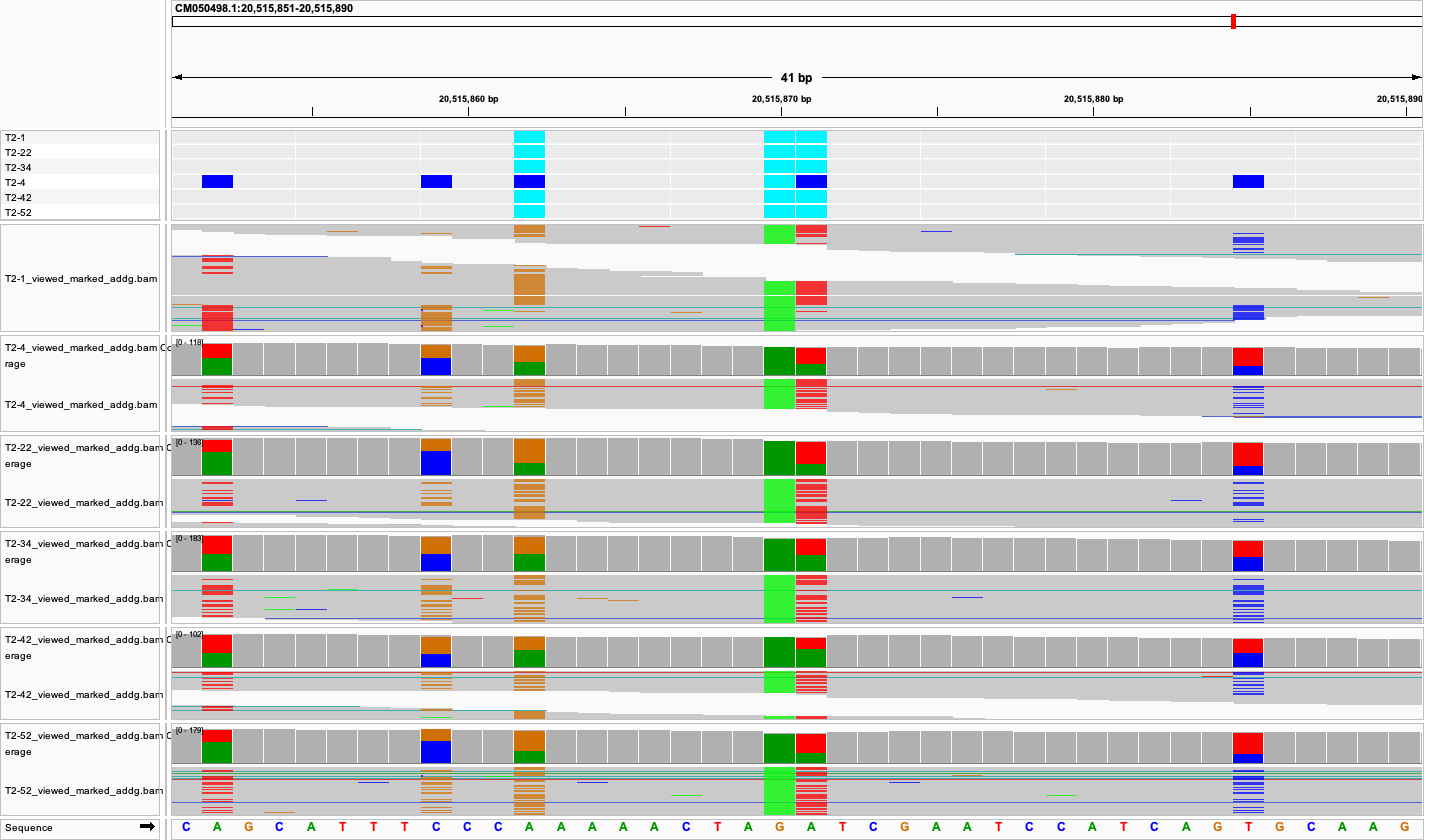 CM050498.1:20,515,851-20,515,890
41 bp
20,515,860 bp 20,515,870 bp 20,515,880 bp 20,515,890
T2-1
T2-22
T2-34
T2-4
T2-42
T2-52
T2-1_viewed_marked_addg.bam
T2-4_viewed_marked_addg.bam Co
rage
[0 - 118]
T2-4_viewed_marked_addg.bam
T2-22_viewed_marked_addg.bam C
erage
[0 - 136]
T2-22_viewed_marked_addg.bam
T2-34_viewed_marked_addg.bam C
erage
[0 - 183]
T2-34_viewed_marked_addg.bam
T2-42_viewed_marked_addg.bam C
erage
[0 - 102]
T2-42_viewed_marked_addg.bam
T2-52_viewed_marked_addg.bam C
erage
[0 - 179]
T2-52_viewed_marked_addg.bam
Sequence C A G C A T T T C C C A A A A A C T A G A T C G A A T C C A T C A G T G C A A G